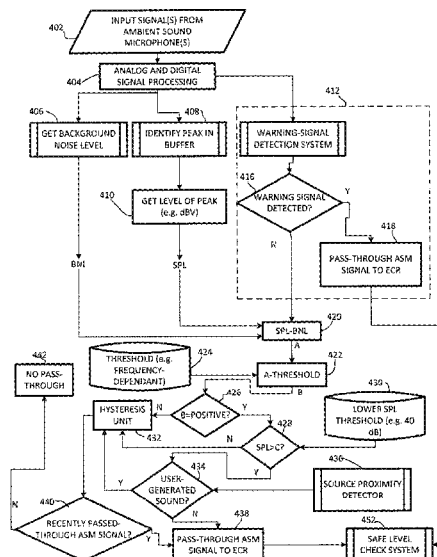 402
INPUT SIGNAL(S) FROM
AMBIENT SOUND
MICROPHONE(S)
404
ANALOG AND DIGITAL
SIGNAL PROCESSING
412
406
408
GET BACKGROUND
NOISE LEVEL
IDENTIFY PEAK IN
BUFFER
WARNING-SIGNAL
DETECTION SYSTEM
410
GET LEVEL OF PEAK
(e.g. dBV)
416
WARNING SIGNAL
DETECTED?
Y
N
418
PASS-THROUGH ASM
SIGNAL TO ECR
BNL
SPL
SPL-BNL
420
A
THRESHOLD (e.g.
FREQUENCY-
DEPENDANT)
424
A-THRESHOLD
422
B
442
NO PASS-
THROUGH
426
B=POSITIVE?
N
Y
430
LOWER SPL
THRESHOLD (e.g. 40
dB)
HYSTERESIS
UNIT
432
428
SPL>C?
N
Y
434
USER-
GENERATED
SOUND?
Y
N
436
SOURCE PROXIMITY
DETECTOR
440
RECENTLY PASSED-
THROUGH ASM SIGNAL?
N
Y
438
PASS-THROUGH ASM
SIGNAL TO ECR
452
SAFE LEVEL
CHECK SYSTEM